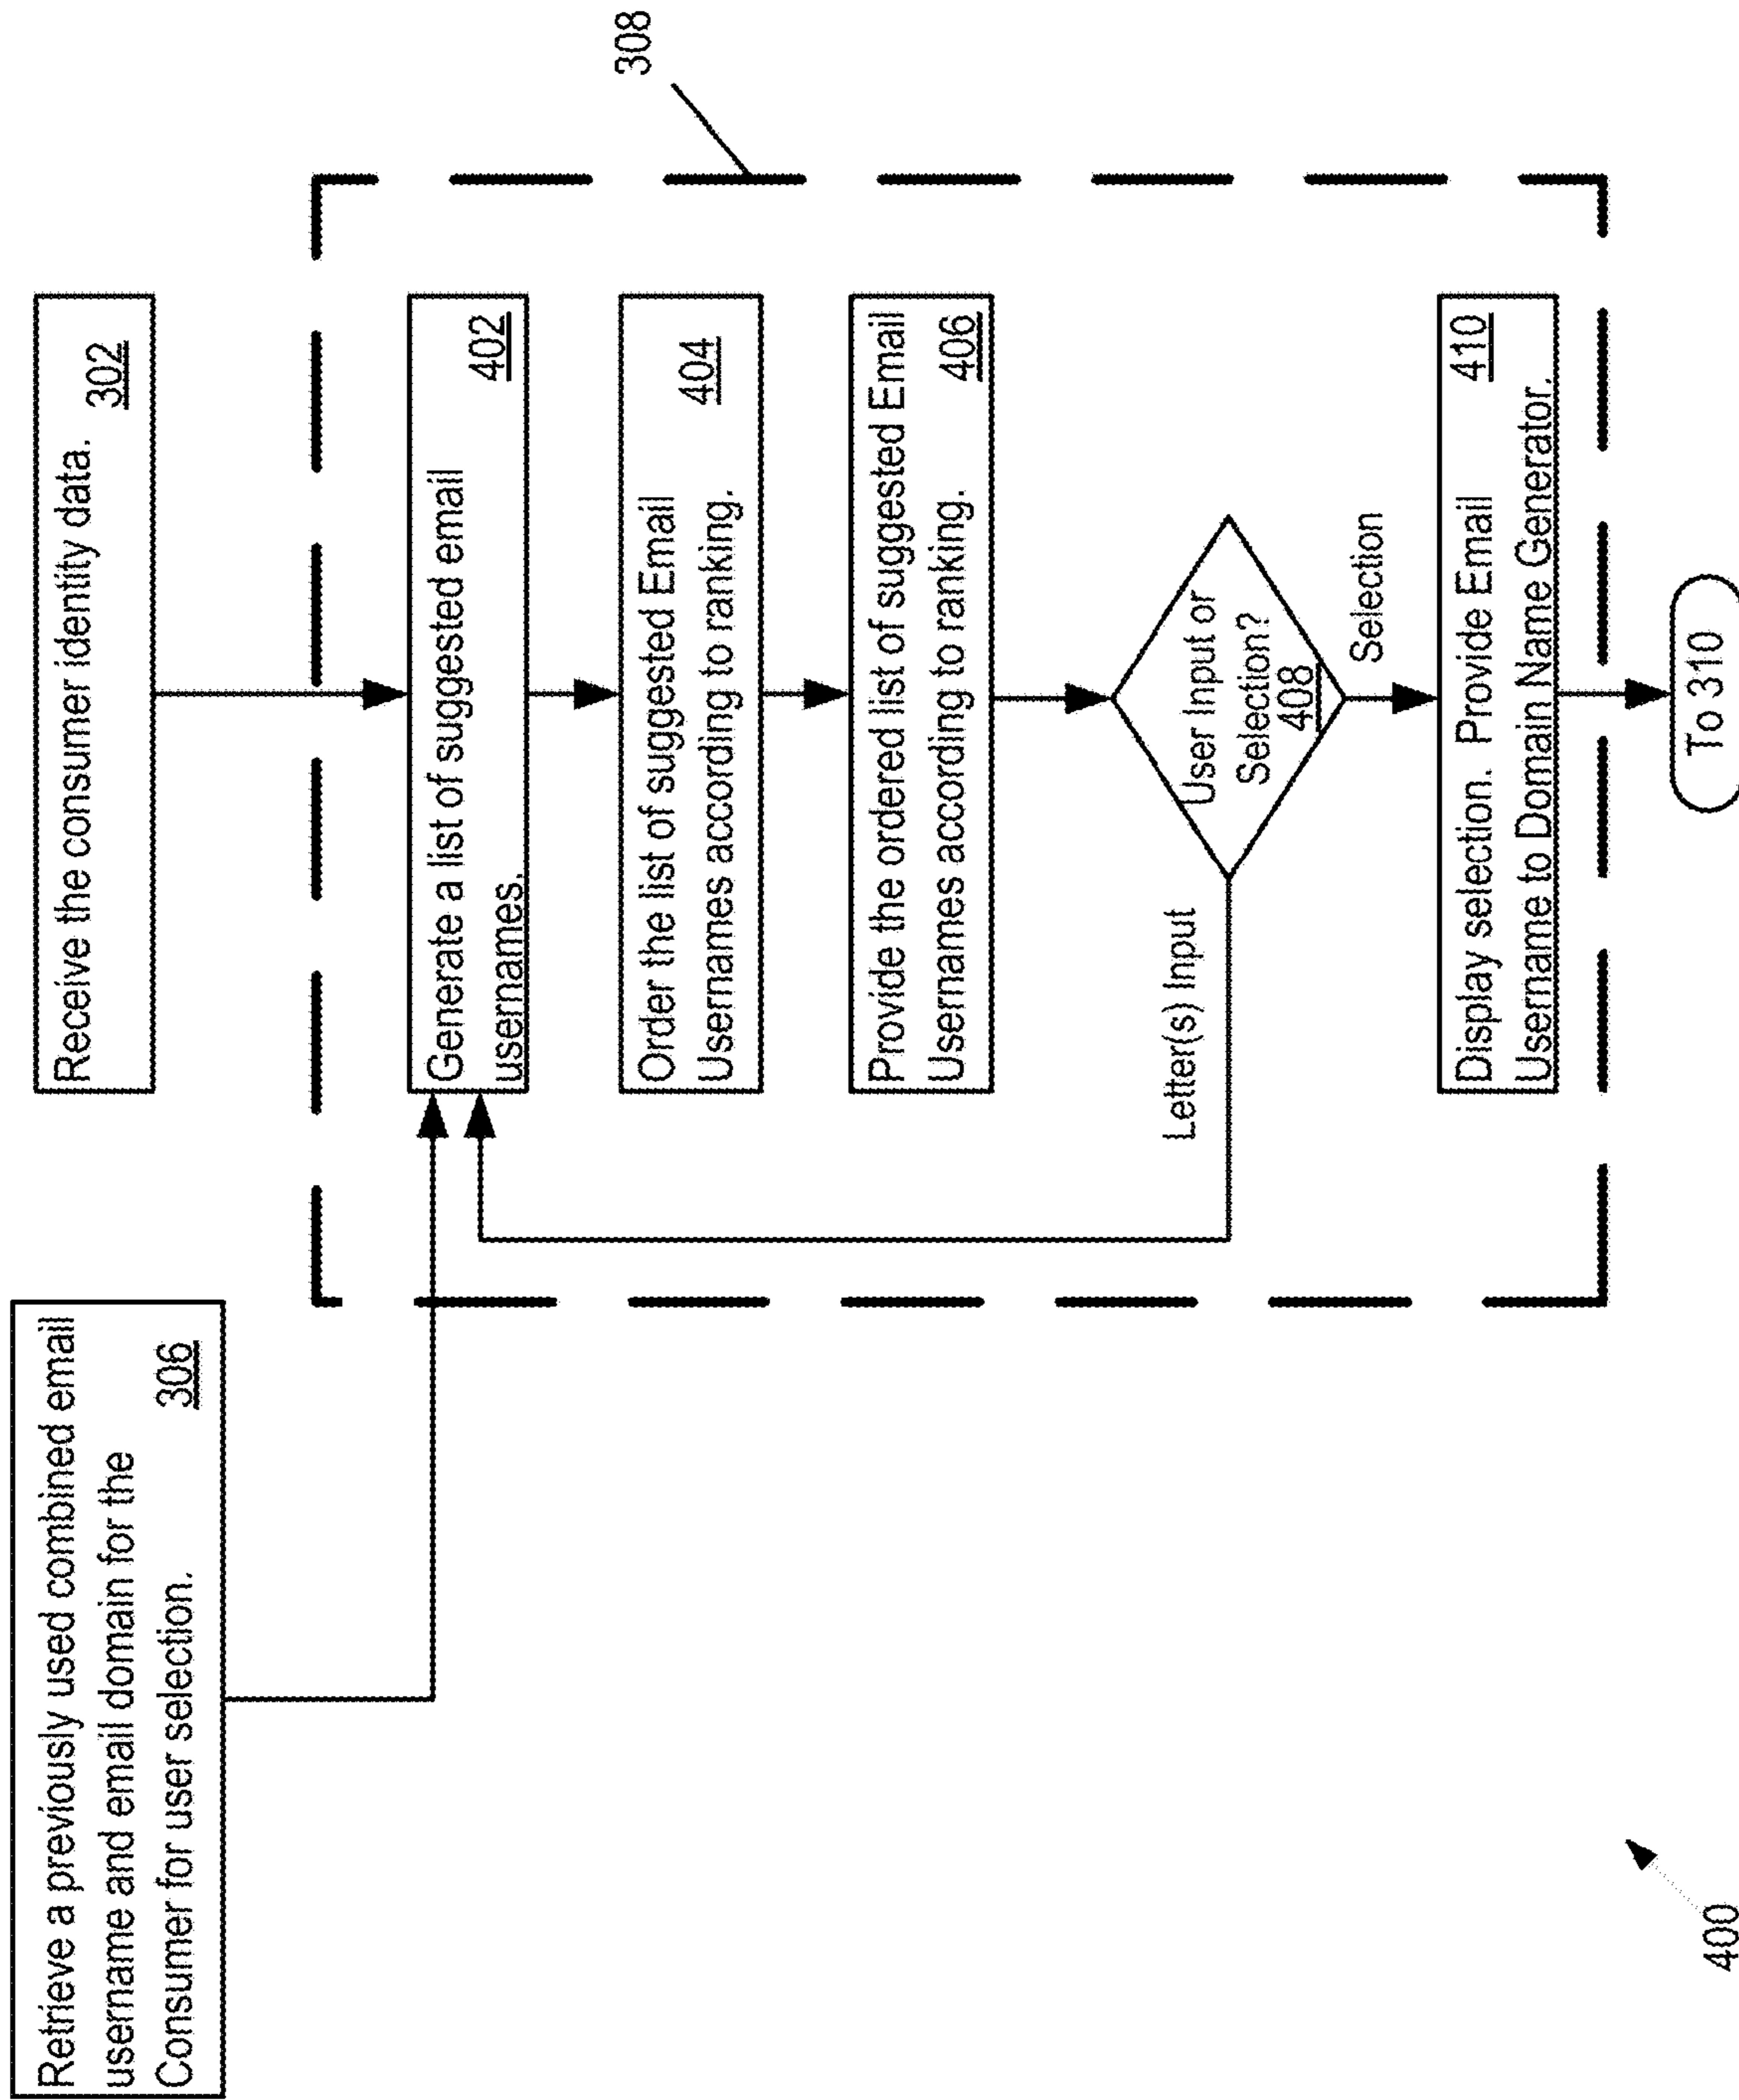 Retrieve a previously used combined email
username and email domain for the
Consumer for user selection.
306
Receive the consumer identity data.
302
308
Generate a list of suggested email
usernames.
402
Order the list of suggested Email
Usernames according to ranking.
404
Provide the ordered list of suggested Email
Usernames according to ranking.
406
User Input or
Selection?
408
Letter(s) Input
Selection
Display selection. Provide Email
Username to Domain Name Generator.
410
To 310
400